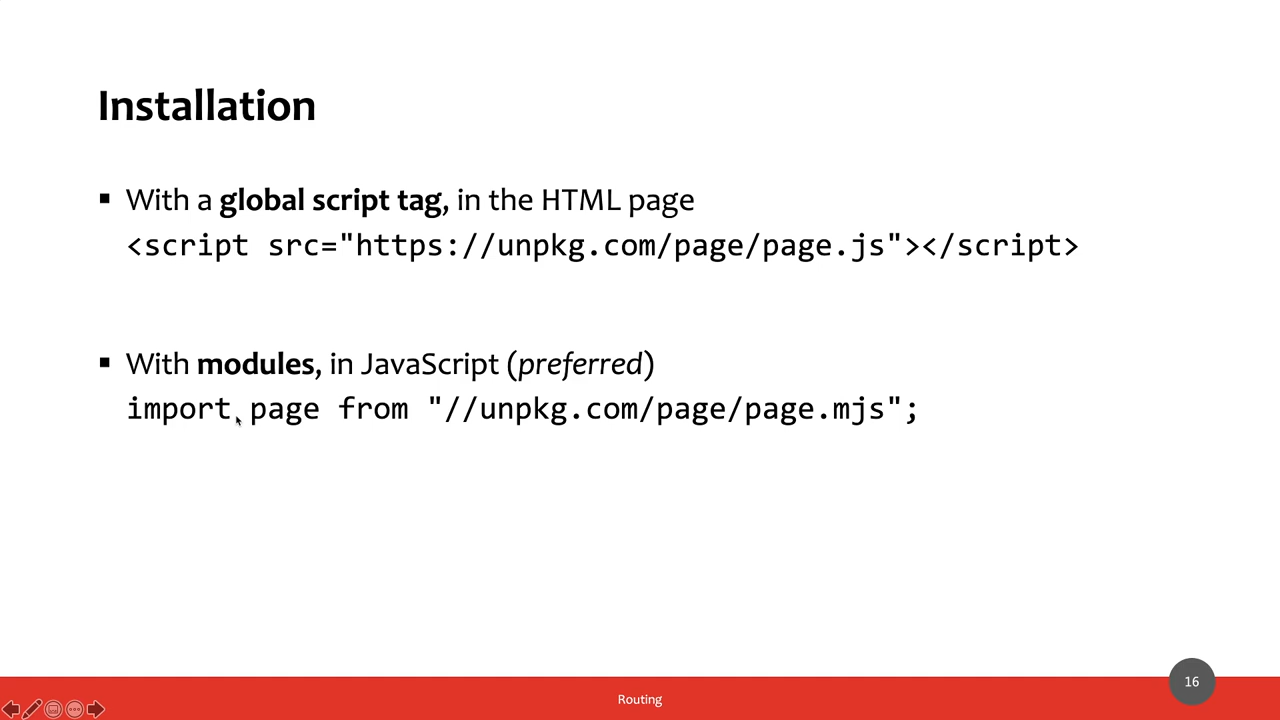 Installation
▪ With a global script tag, in the HTML page
<script src="https://unpkg.com/page/page.js"></script>
▪ With modules, in JavaScript (preferred)
import page from "//unpkg.com/page/page.mjs";
16
Routing